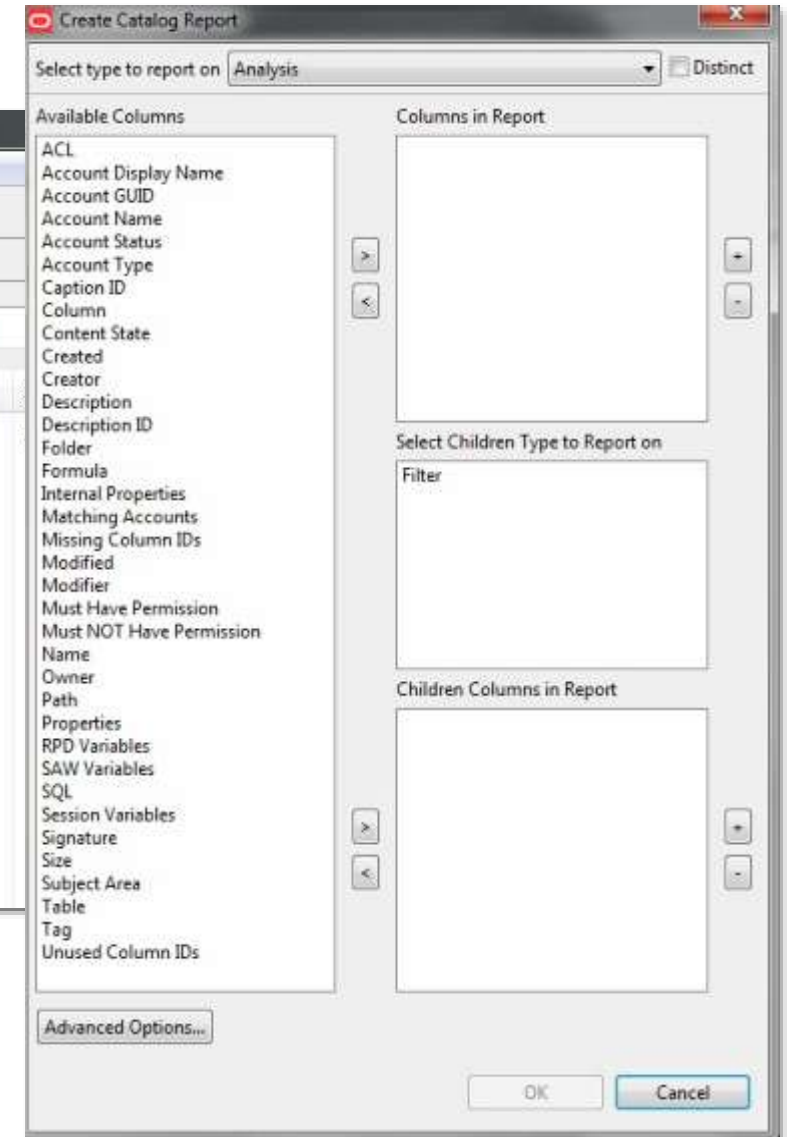 Create Catalog Report
x
Select type to report on Analysis Distinct
Available Columns
ACL
Account Display Name
Account GUID
Account Name
Account Status
Account Type
Caption ID
Column
Content State
Created
Creator
Description
Description ID
Folder
Formula
Internal Properties
Matching Accounts
Missing Column IDs
Modified
Modifier
Must Have Permission
Must NOT Have Permission
Name
Owner
Path
Properties
RPD Variables
SAW Variables
SQL
Session Variables
Signature
Size
Subject Area
Table
Tag
Unused Column IDs
>
<
>
<
Columns in Report
+
-
Select Children Type to Report on
Filter
Children Columns in Report
+
-
Advanced Options...
OK Cancel